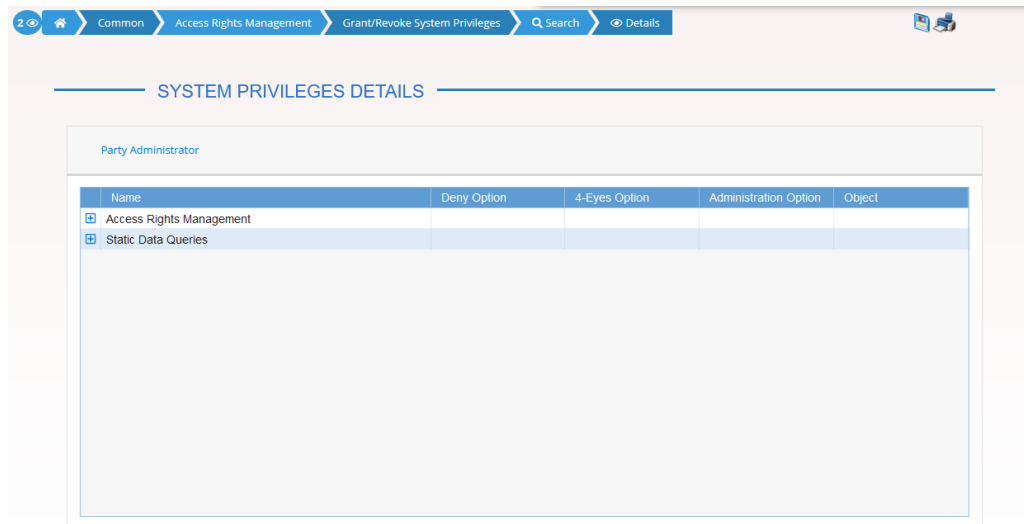 2 Common Access Rights Management Grant/Revoke System Privileges Search Details
SYSTEM PRIVILEGES DETAILS
Party Administrator
Name Deny Option 4-Eyes Option Administration Option Object
Access Rights Management
Static Data Queries